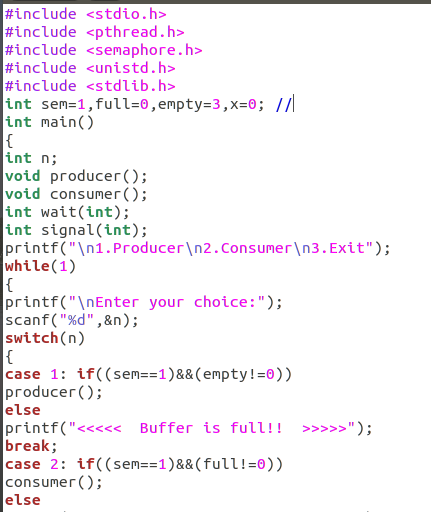 #include <stdio.h>
#include <pthread.h>
#include <semaphore.h>
#include <unistd.h>
#include <stdlib.h>
int sem=1,full=0,empty=3,x=0; //
int main()
{
int n;
void producer();
void consumer();
int wait(int);
int signal(int);
printf("\n1.Producer\n2.Consumer\n3.Exit");
while(1)
{
printf("\nEnter your choice:");
scanf("%d",&n);
switch(n)
{
case 1: if((sem==1)&&(empty!=0))
producer();
else
printf("<<<<<  Buffer is full!!  >>>>>");
break;
case 2: if((sem==1)&&(full!=0))
consumer();
else